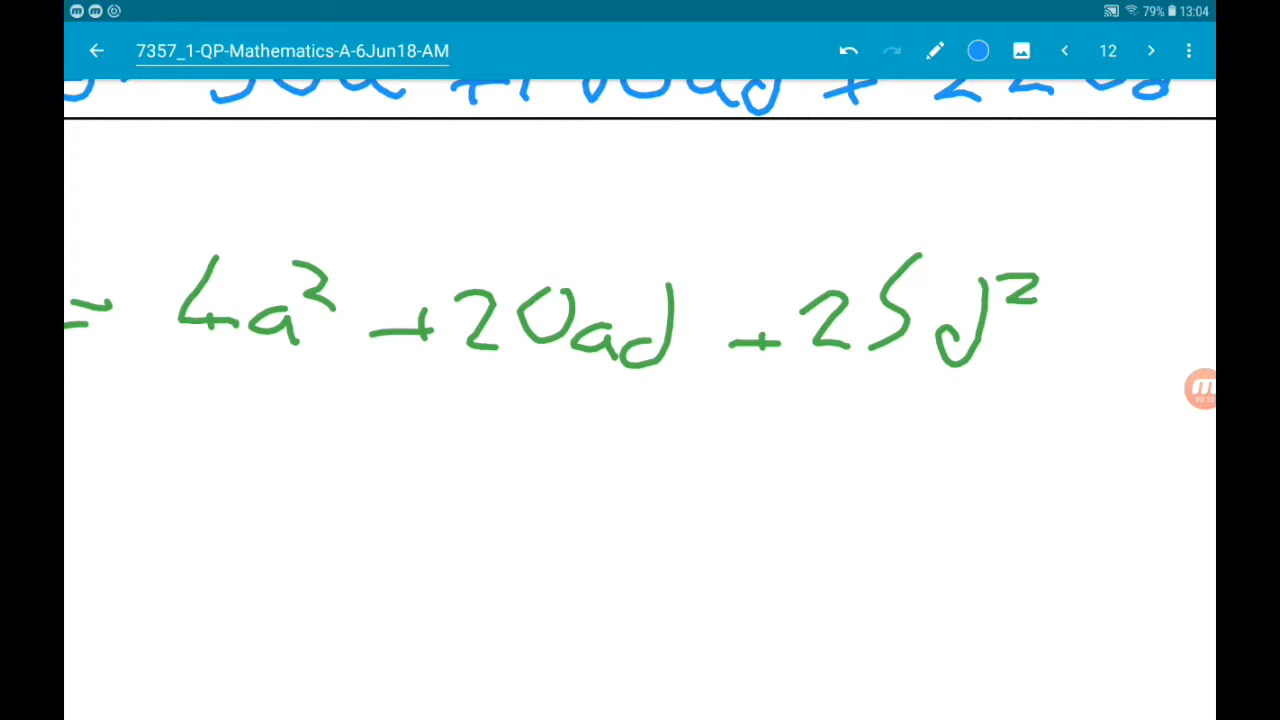 79% 13:04
7357_1-QP-Mathematics-A-6Jun18-AM 12
= 4a² + 20ad + 25d²